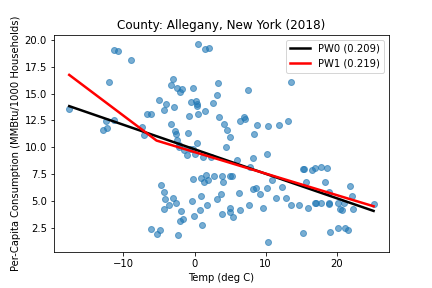 County: Allegany, New York (2018)
Per-Capita Consumption (MMBtu/1000 Households)
20.0
17.5
15.0
12.5
10.0
7.5
5.0
2.5
PW0 (0.209)
PW1 (0.219)
−10 0 10 20
Temp (deg C)